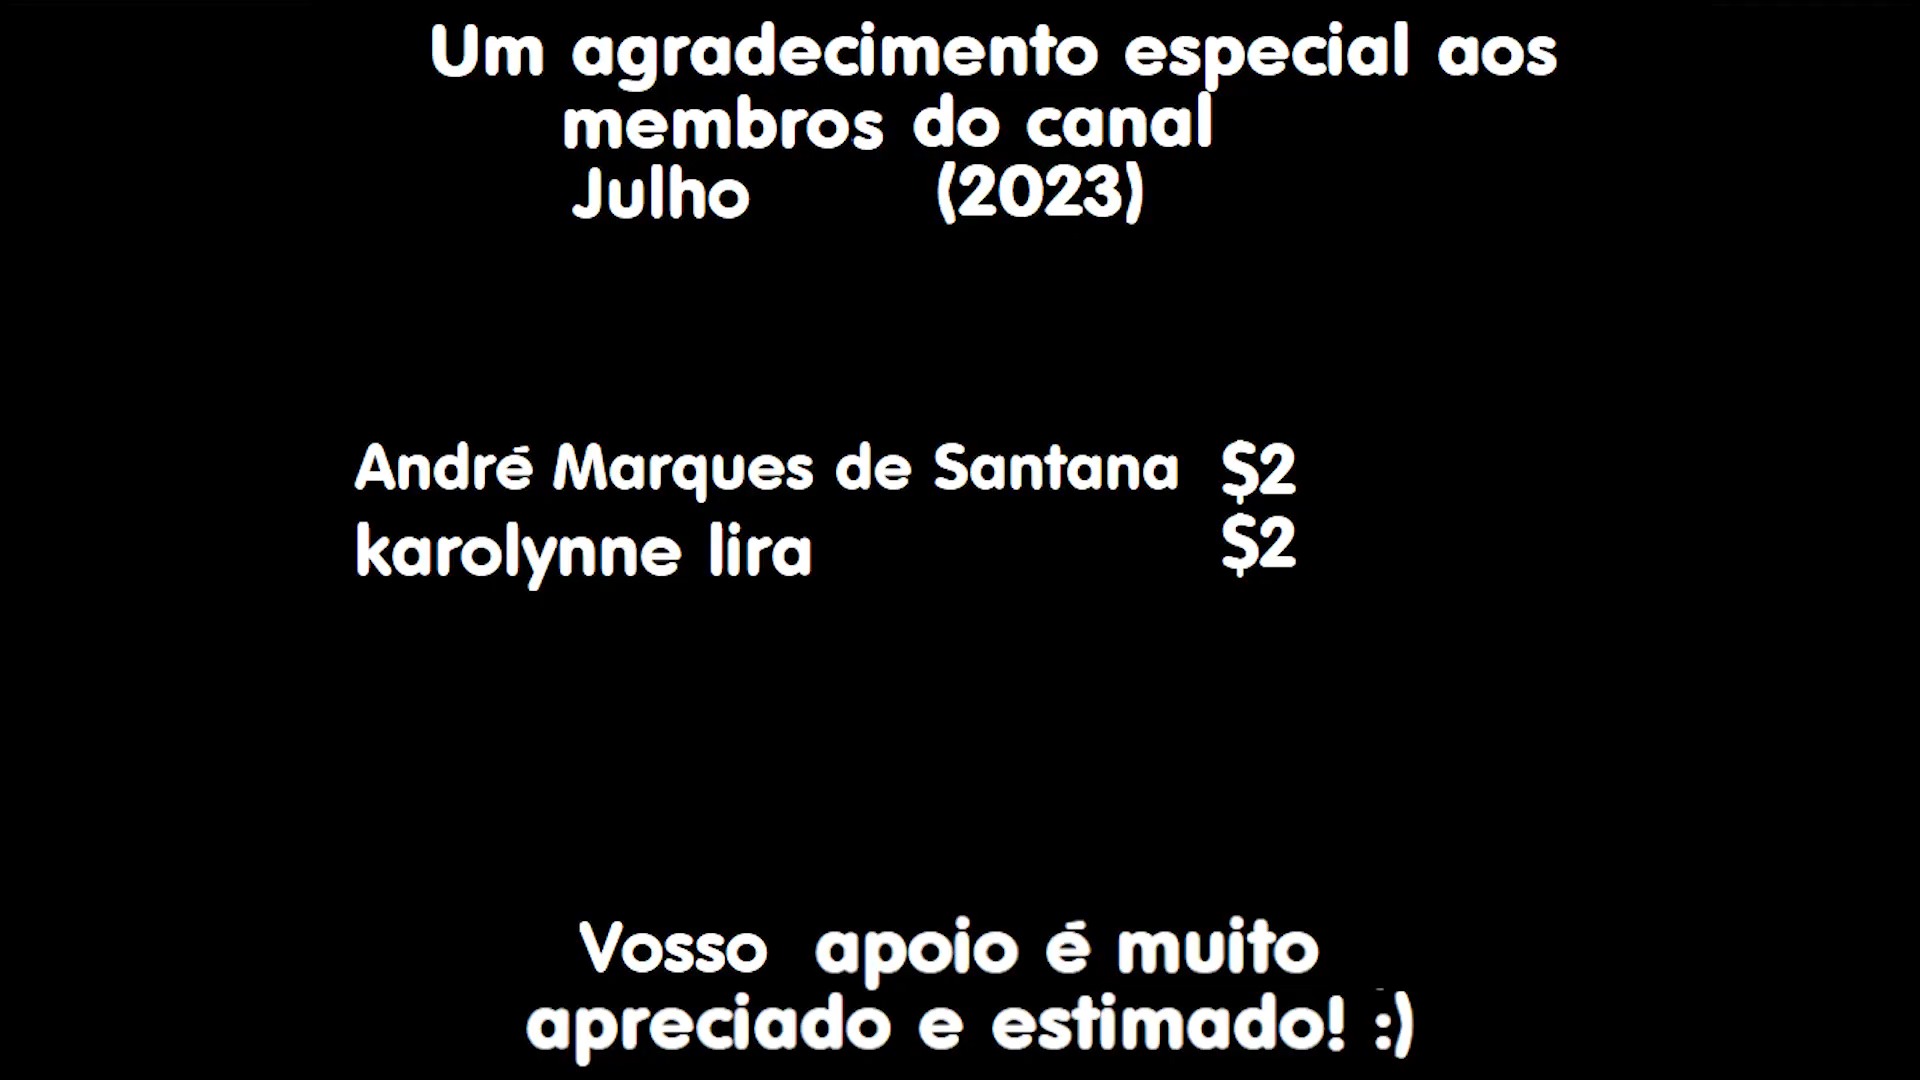 Um agradecimento especial aos
membros do canal
Julho (2023)
André Marques de Santana $2
karolynne lira $2
Vosso apoio é muito
apreciado e estimado! :)